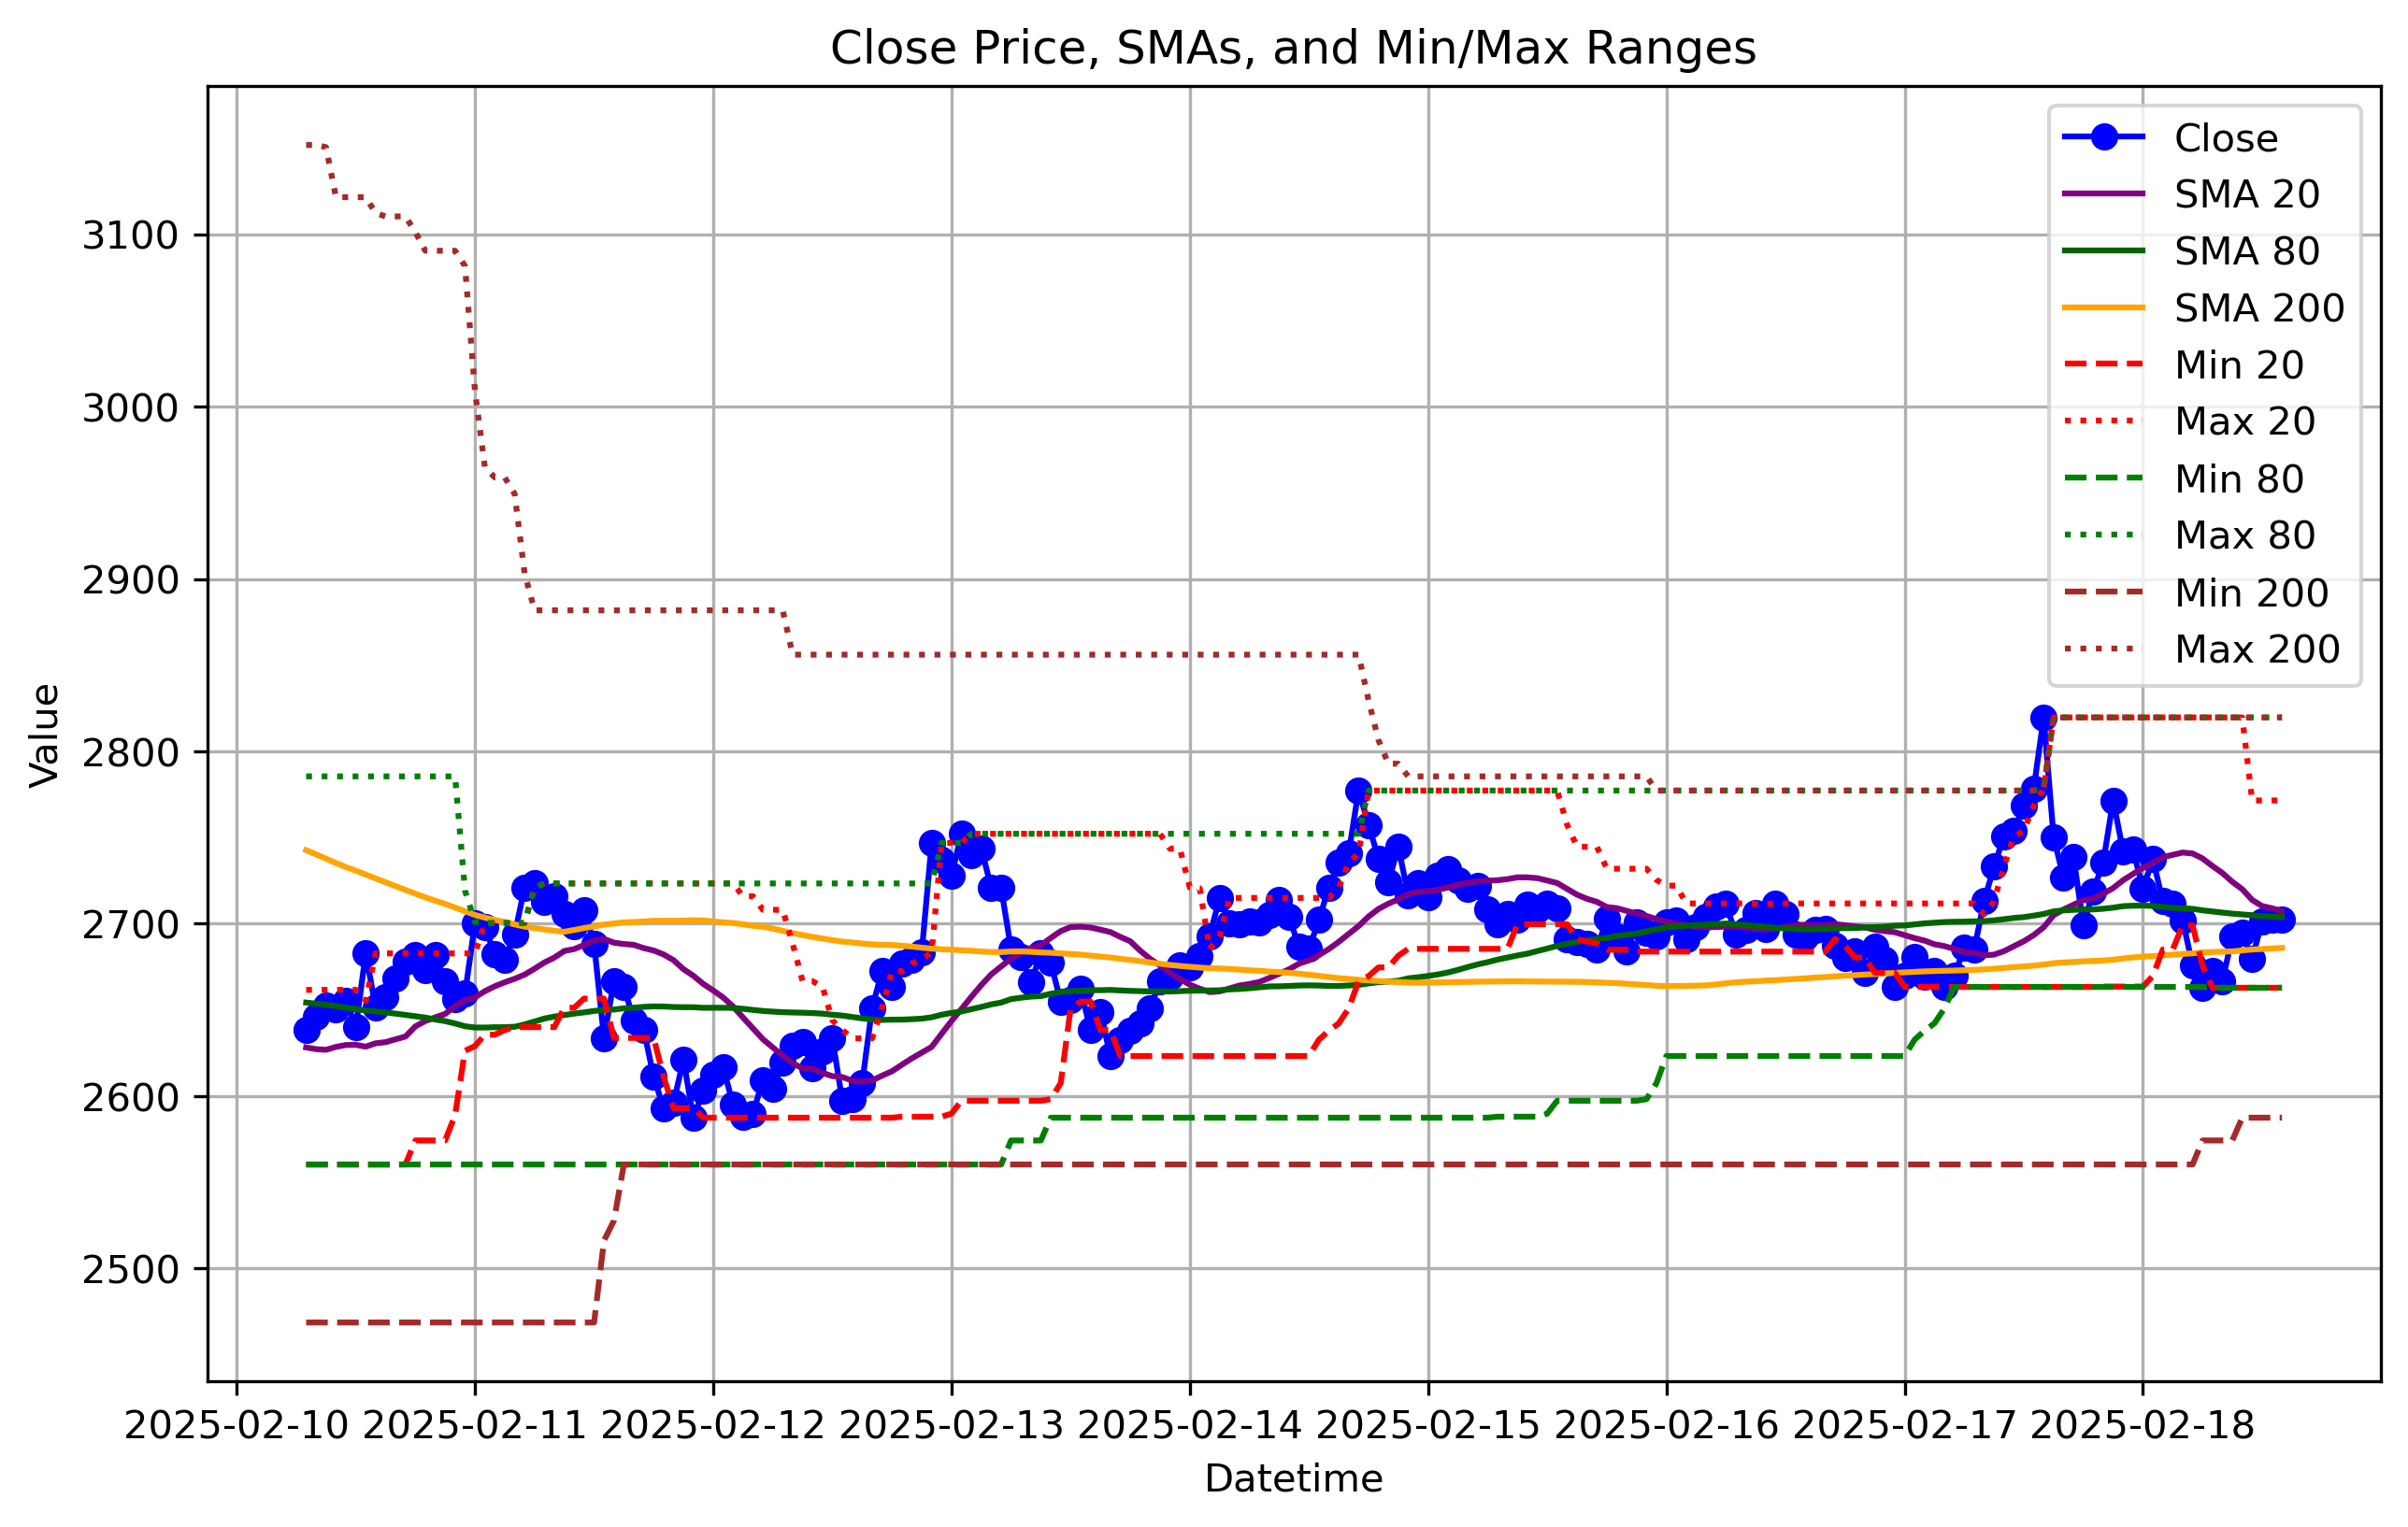 Close Price, SMAs, and Min/Max Ranges
Close
SMA 20
SMA 80
SMA 200
Min 20
Max 20
Min 80
Max 80
Min 200
Max 200
Value
3100
3000
2900
2800
2700
2600
2500
2025-02-10 2025-02-11 2025-02-12 2025-02-13 2025-02-14 2025-02-15 2025-02-16 2025-02-17 2025-02-18
Datetime